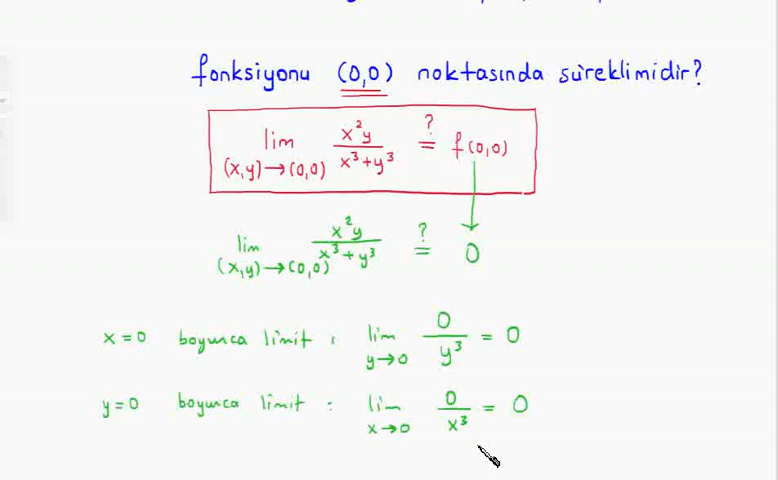 fonksiyonu (0,0) noktasında süreklimidir?
lim (x,y)→(0,0) x²y / x³+y³ ?= f(0,0)
lim (x,y)→(0,0) x²y / x³+y³ ?= 0
x=0 boyunca limit : lim y→0 0 / y³ = 0
y=0 boyunca limit : lim x→0 0 / x³ = 0